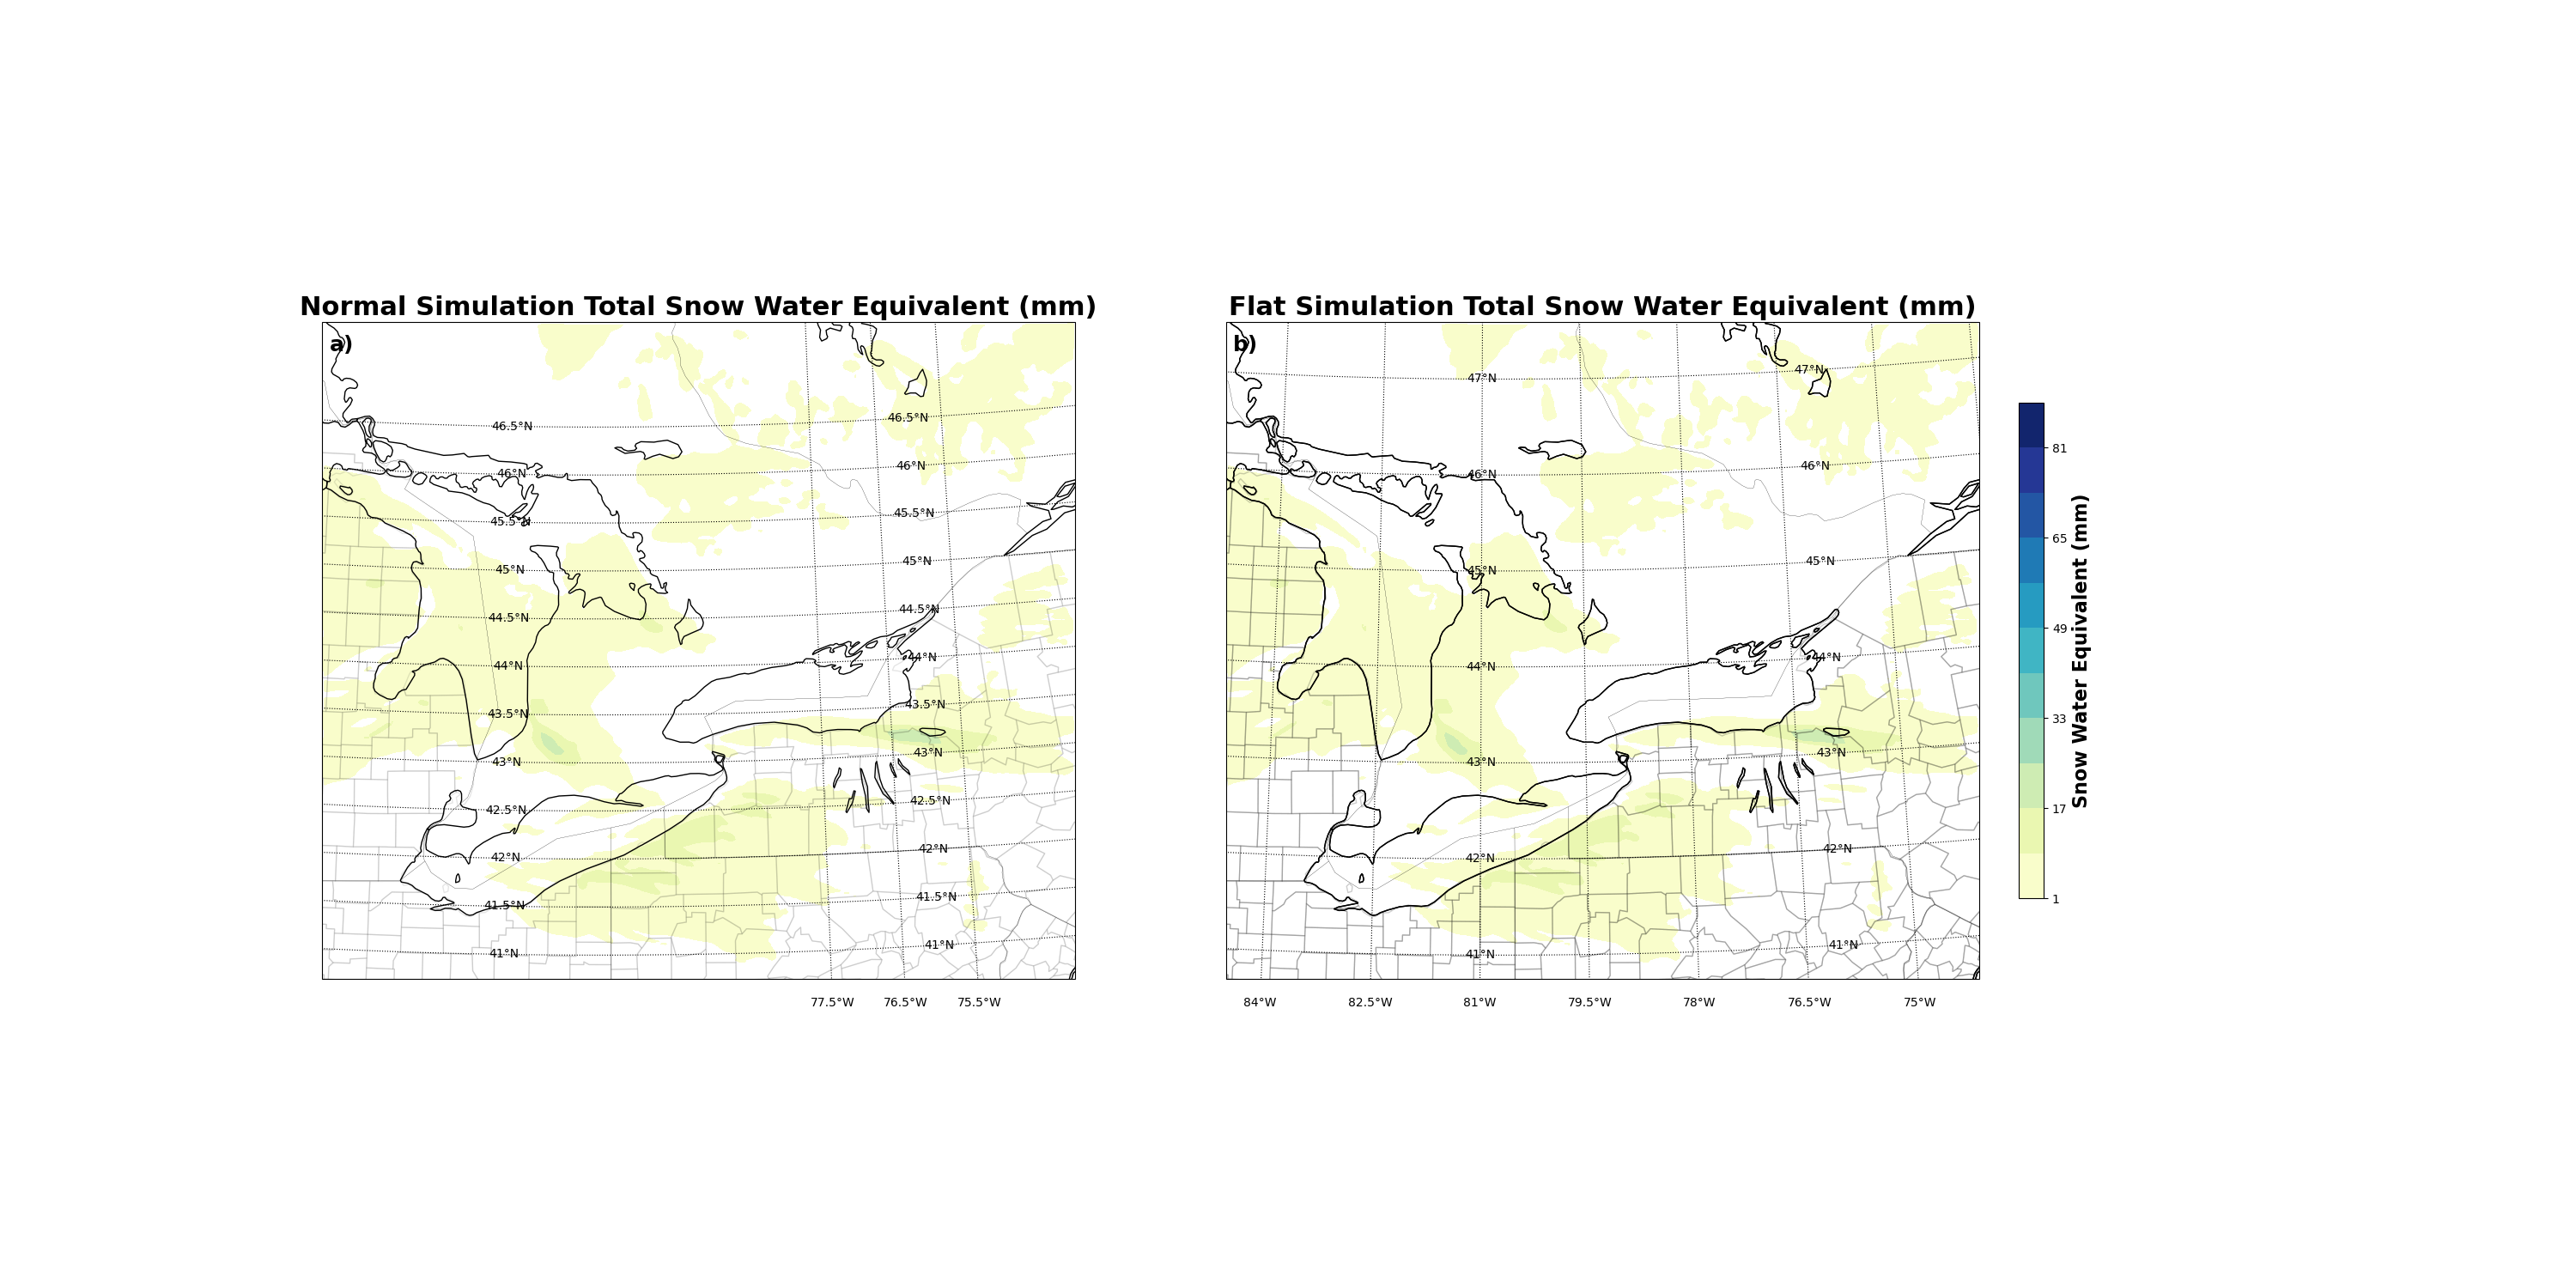 Normal Simulation Total Snow Water Equivalent (mm)
a)
46.5°N
46.5°N
46°N
46°N
45.5°N
45.5°N
45°N
45°N
44.5°N
44.5°N
44°N
44°N
43.5°N
43.5°N
43°N
43°N
42.5°N
42.5°N
42°N
42°N
41.5°N
41.5°N
41°N
41°N
77.5°W
76.5°W
75.5°W
Flat Simulation Total Snow Water Equivalent (mm)
b)
47°N
47°N
46°N
46°N
45°N
45°N
44°N
44°N
43°N
43°N
42°N
42°N
41°N
41°N
84°W
82.5°W
81°W
79.5°W
78°W
76.5°W
75°W
81
65
49
33
17
1
Snow Water Equivalent (mm)